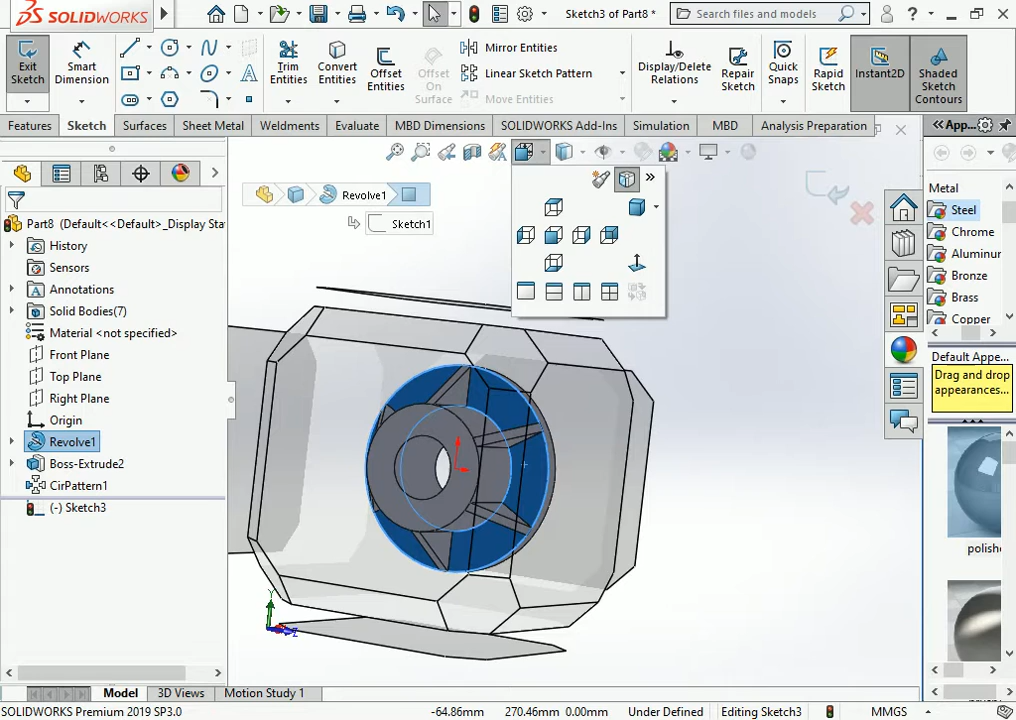 SOLIDWORKS
Sketch3 of Part8 *
Search files and models
Exit Sketch
Smart Dimension
Trim Entities
Convert Entities
Offset Entities
Offset On Surface
Mirror Entities
Linear Sketch Pattern
Move Entities
Display/Delete Relations
Repair Sketch
Quick Snaps
Rapid Sketch
Instant2D
Shaded Sketch Contours
Features
Sketch
Surfaces
Sheet Metal
Weldments
Evaluate
MBD Dimensions
SOLIDWORKS Add-Ins
Simulation
MBD
Analysis Preparation
App...
Part8 (Default<<Default>_Display Sta
History
Sensors
Annotations
Solid Bodies(7)
Material <not specified>
Front Plane
Top Plane
Right Plane
Origin
Revolve1
Boss-Extrude2
CirPattern1
(-) Sketch3
Revolve1
Sketch1
Y
Z
Metal
Steel
Chrome
Aluminur
Bronze
Brass
Copper
Default Appe...
Drag and drop
appearances...
polishe
Model
3D Views
Motion Study 1
SOLIDWORKS Premium 2019 SP3.0
-64.86mm
270.46mm
0.00mm
Under Defined
Editing Sketch3
MMGS